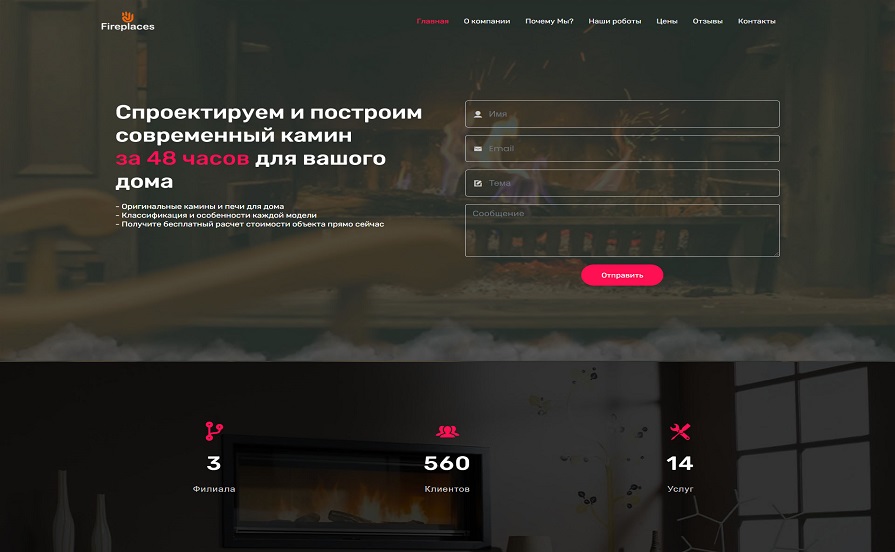 Fireplaces
Главная О компании Почему Мы? Наши роботы Цены Отзывы Контакты
Спроектируем и построим
современный камин
за 48 часов для вашого
дома
- Оригинальные камины и печи для дома
- Классификация и особенности каждой модели
- Получите бесплатный расчет стоимости объекта прямо сейчас
Имя
Email
Тема
Сообщение
Отправить
3 560 14
Филиала Клиентов Услуг